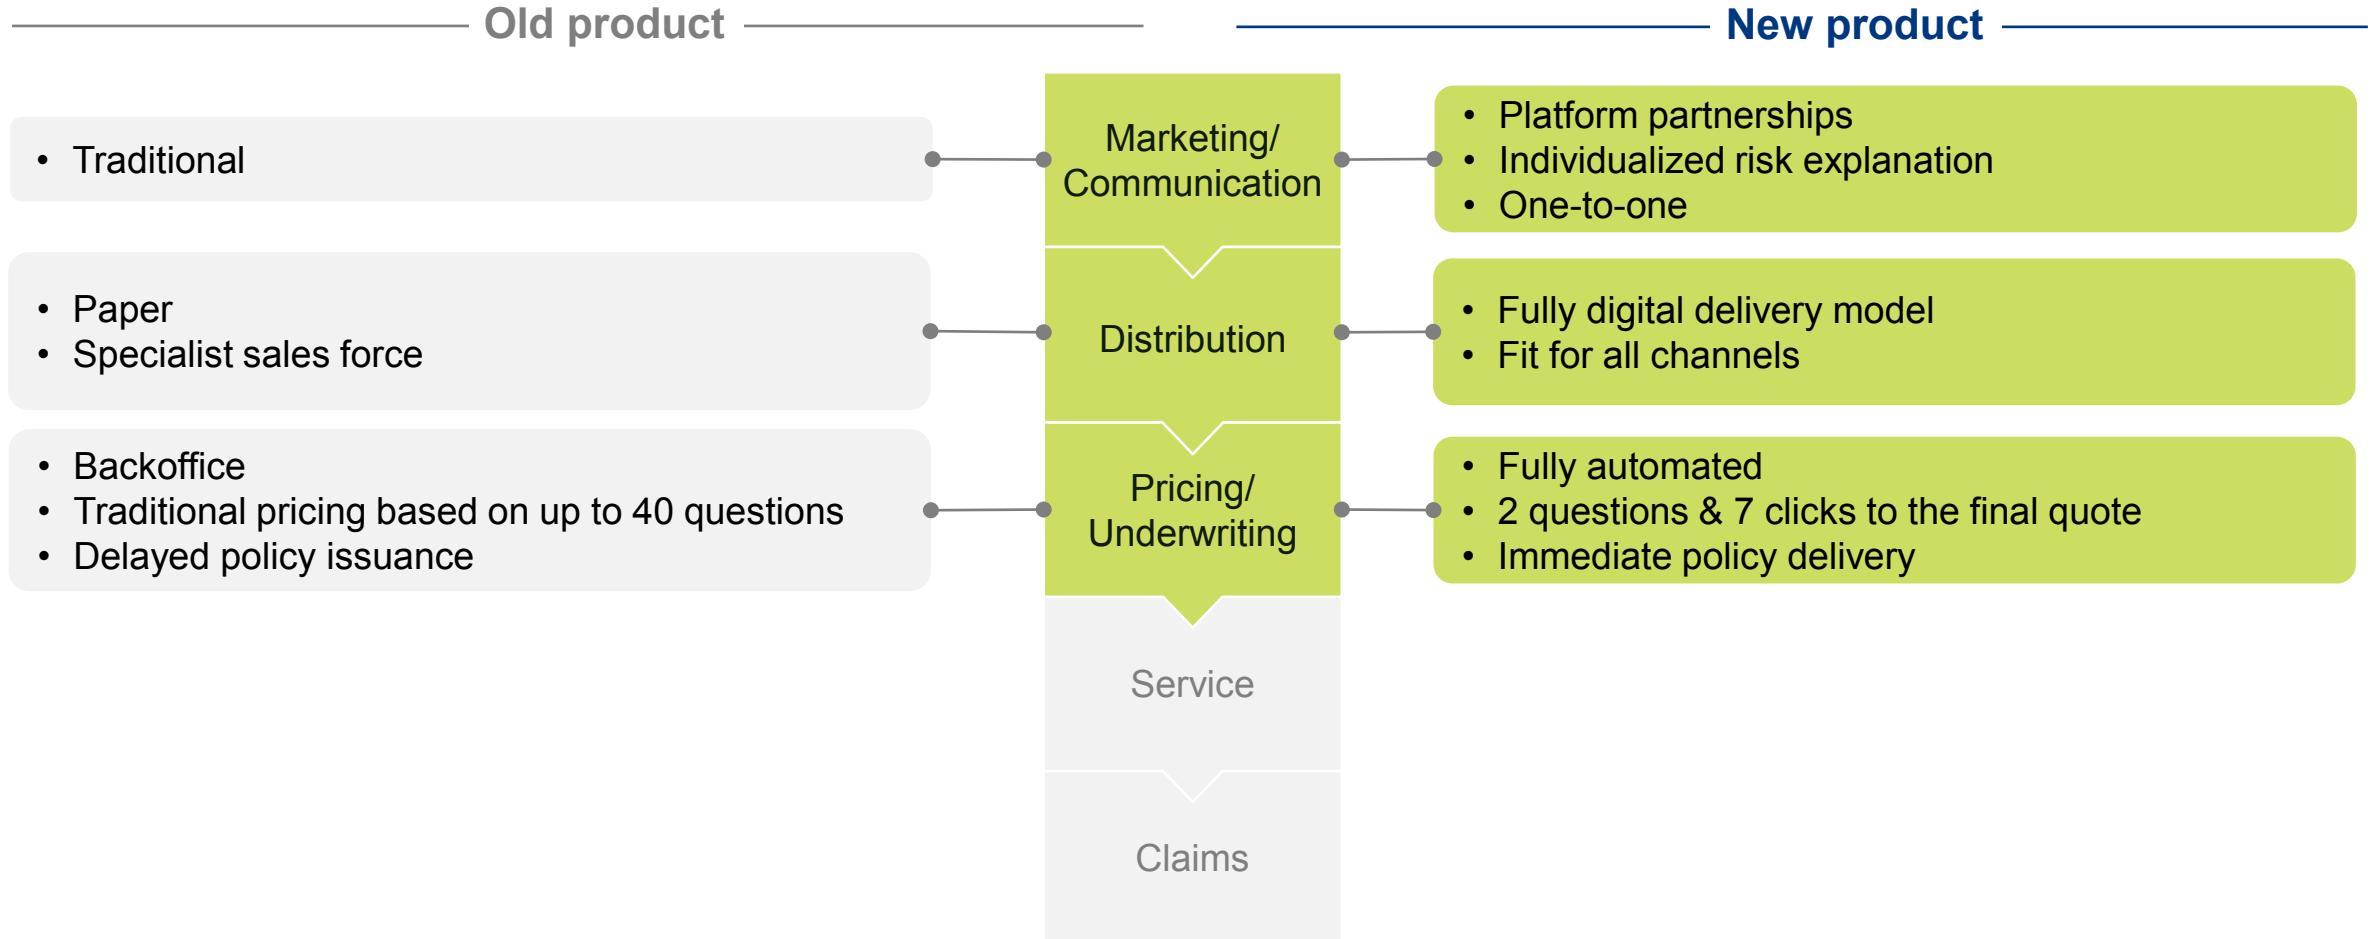 Old product
New product
• Traditional
Marketing/
Communication
• Platform partnerships
• Individualized risk explanation
• One-to-one
• Paper
• Specialist sales force
Distribution
• Fully digital delivery model
• Fit for all channels
• Backoffice
• Traditional pricing based on up to 40 questions
• Delayed policy issuance
Pricing/
Underwriting
• Fully automated
• 2 questions & 7 clicks to the final quote
• Immediate policy delivery
Service
Claims